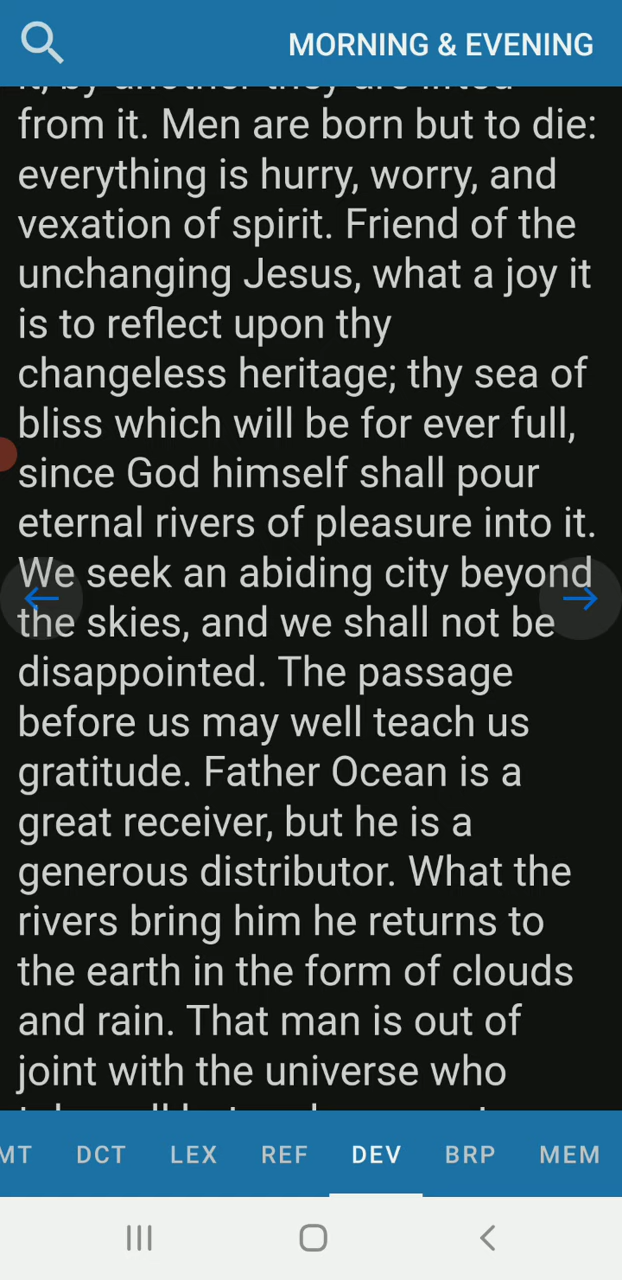 MORNING & EVENING
from it. Men are born but to die:
everything is hurry, worry, and
vexation of spirit. Friend of the
unchanging Jesus, what a joy it
is to reflect upon thy
changeless heritage; thy sea of
bliss which will be for ever full,
since God himself shall pour
eternal rivers of pleasure into it.
We seek an abiding city beyond
the skies, and we shall not be
disappointed. The passage
before us may well teach us
gratitude. Father Ocean is a
great receiver, but he is a
generous distributor. What the
rivers bring him he returns to
the earth in the form of clouds
and rain. That man is out of
joint with the universe who
MT DCT LEX REF DEV BRP MEM